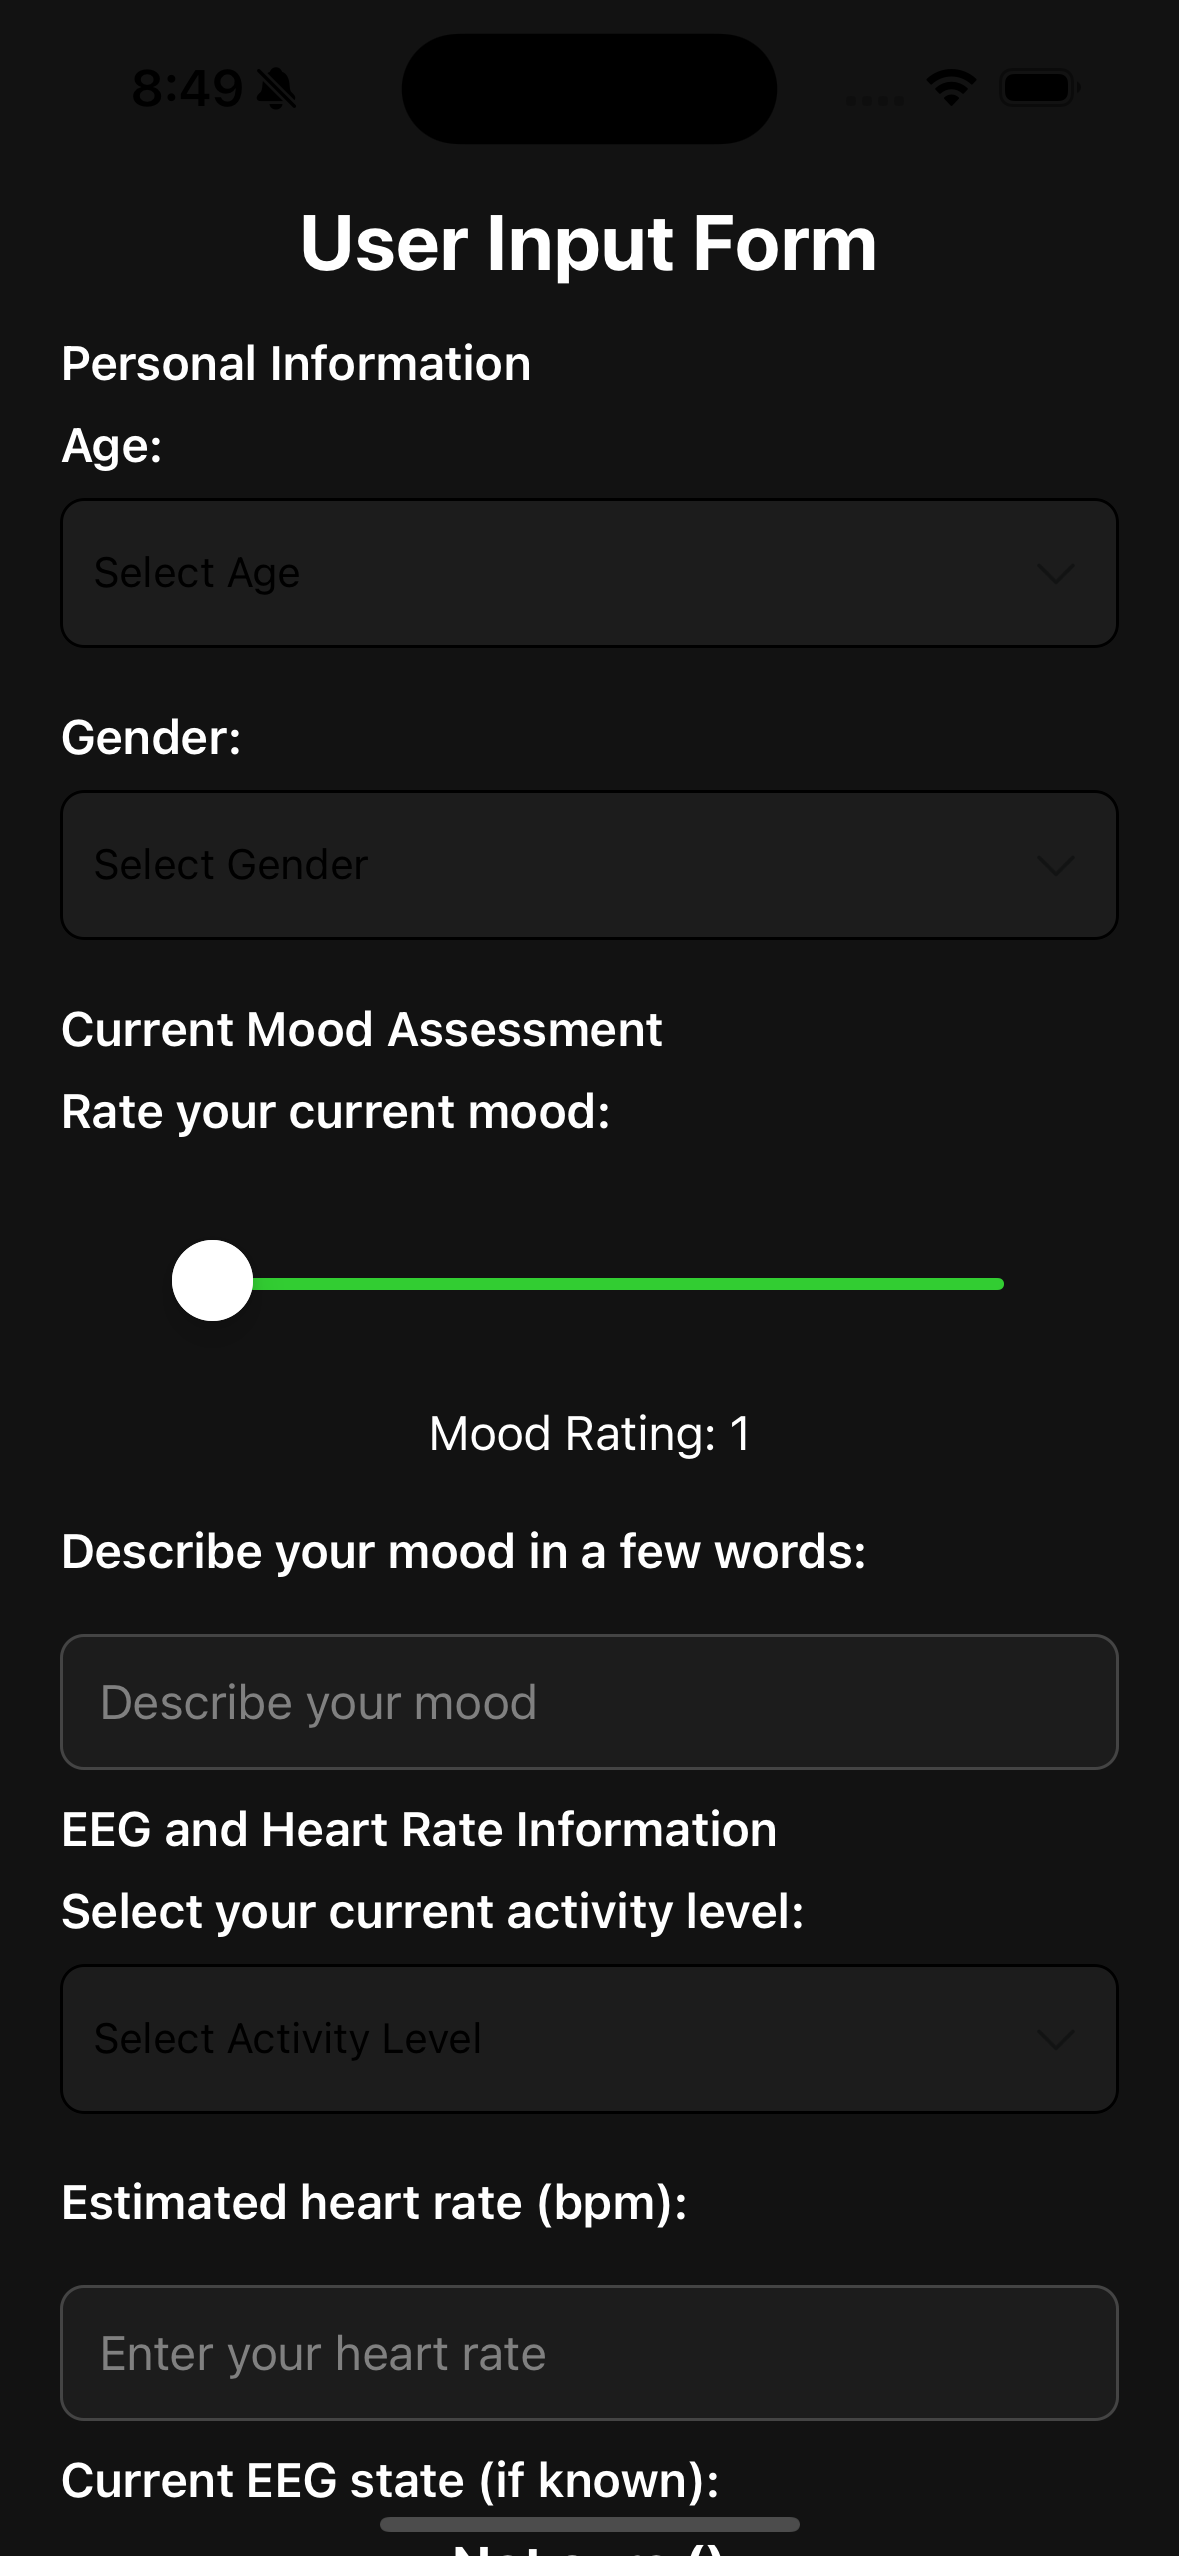 8:49
User Input Form
Personal Information
Age:
Select Age
Gender:
Select Gender
Current Mood Assessment
Rate your current mood:
Mood Rating: 1
Describe your mood in a few words:
Describe your mood
EEG and Heart Rate Information
Select your current activity level:
Select Activity Level
Estimated heart rate (bpm):
Enter your heart rate
Current EEG state (if known):